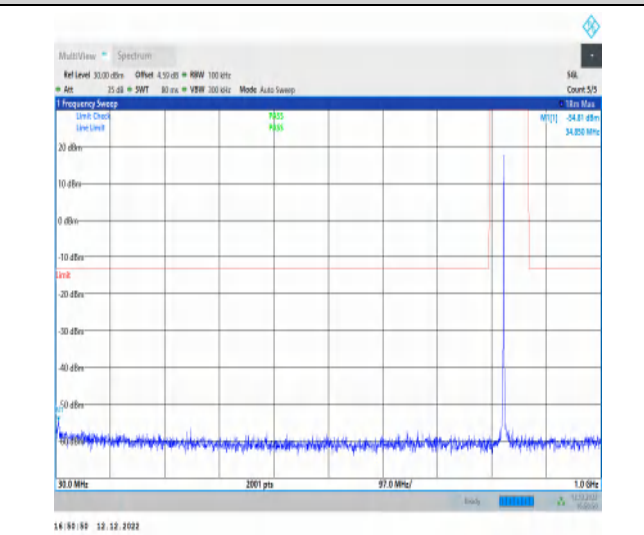 MultiView Spectrum
Ref Level 30.00 dBm Offset 4.59 dB RBW 100 kHz SGL
Att 25 dB SWT 80 ms VBW 300 kHz Mode Auto Sweep Count 5/5
1 Frequency Sweep Max
Limit Check PASS M1[1] -54.81 dBm
Line Limit PASS 34.850 MHz
20 dBm
10 dBm
0 dBm
-10 dBm
Limit
-20 dBm
-30 dBm
-40 dBm
-50 dBm
30.0 MHz 2001 pts 97.0 MHz/ 1.0 GHz
Ready 12.12.2022
16:50:50 12.12.2022